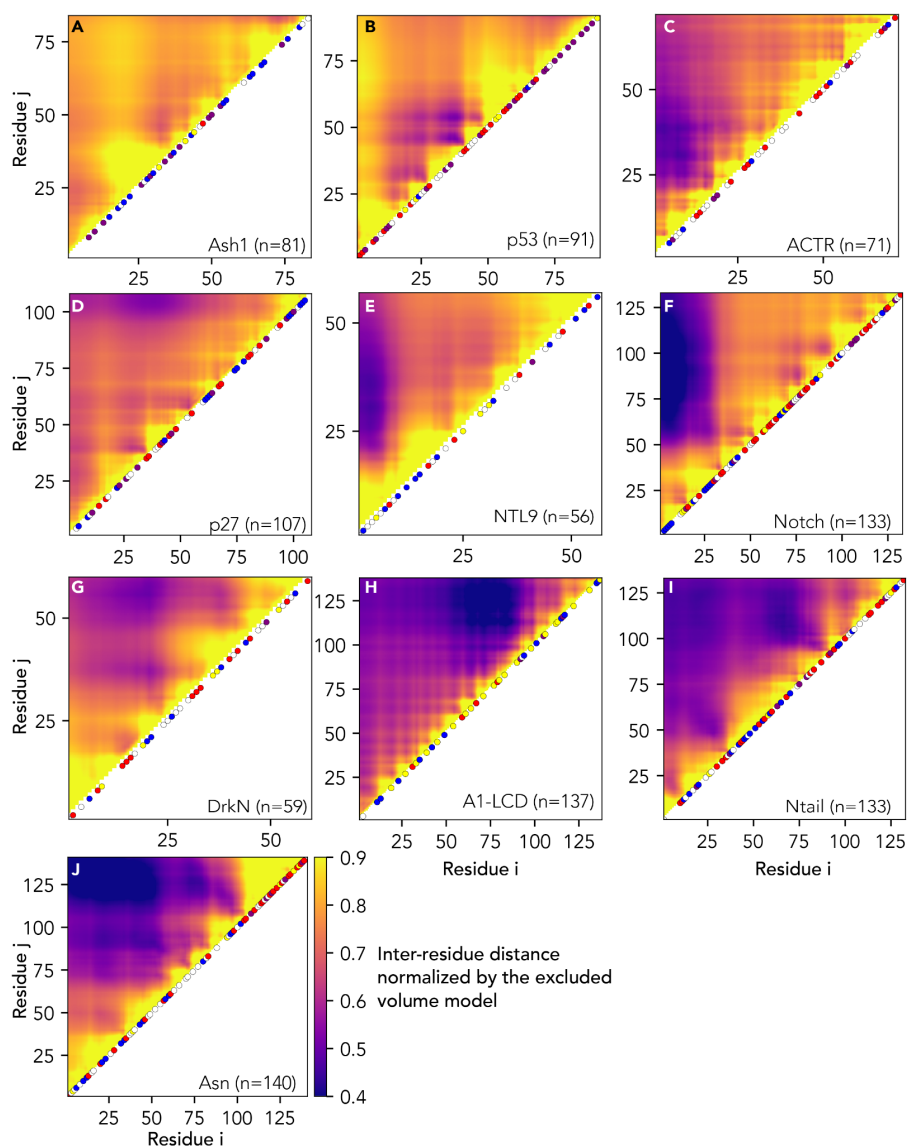 A
75
50
25
Residue j
Ash1 (n=81)
25
50
75
B
75
50
25
p53 (n=91)
25
50
75
C
50
25
ACTR (n=71)
25
50
D
100
75
50
25
Residue j
p27 (n=107)
25
50
75
100
E
50
25
NTL9 (n=56)
25
50
F
125
100
75
50
25
Notch (n=133)
25
50
75
100
125
G
50
25
Residue j
DrkN (n=59)
25
50
H
125
100
75
50
25
A1-LCD (n=137)
25
50
75
100
125
Residue i
I
125
100
75
50
25
Ntail (n=133)
25
50
75
100
125
Residue i
J
125
100
75
50
25
Residue j
Asn (n=140)
25
50
75
100
125
Residue i
0.9
0.8
0.7
0.6
0.5
0.4
Inter-residue distance
normalized by the excluded
volume model